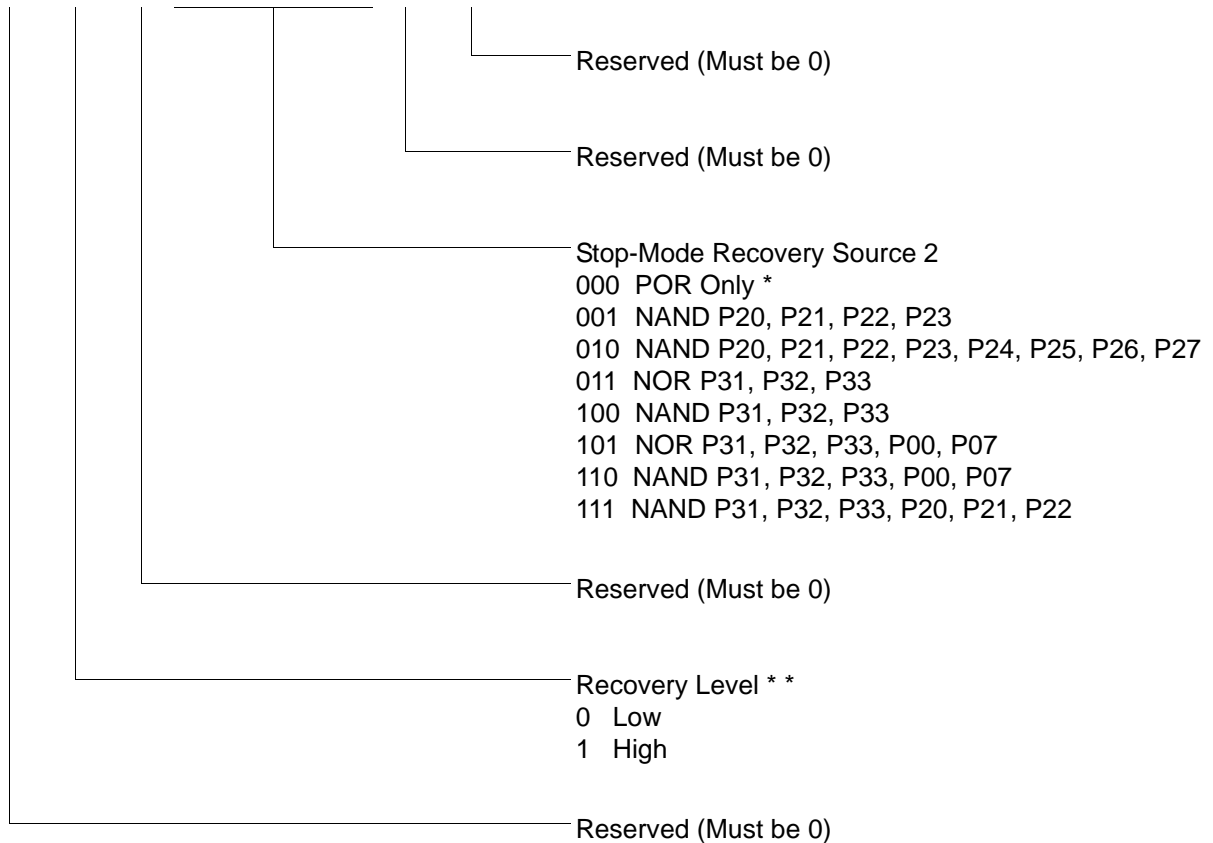 Reserved (Must be 0)
Reserved (Must be 0)
Stop-Mode Recovery Source 2
000 POR Only *
001 NAND P20, P21, P22, P23
010 NAND P20, P21, P22, P23, P24, P25, P26, P27
011 NOR P31, P32, P33
100 NAND P31, P32, P33
101 NOR P31, P32, P33, P00, P07
110 NAND P31, P32, P33, P00, P07
111 NAND P31, P32, P33, P20, P21, P22
Reserved (Must be 0)
Recovery Level * *
0 Low
1 High
Reserved (Must be 0)